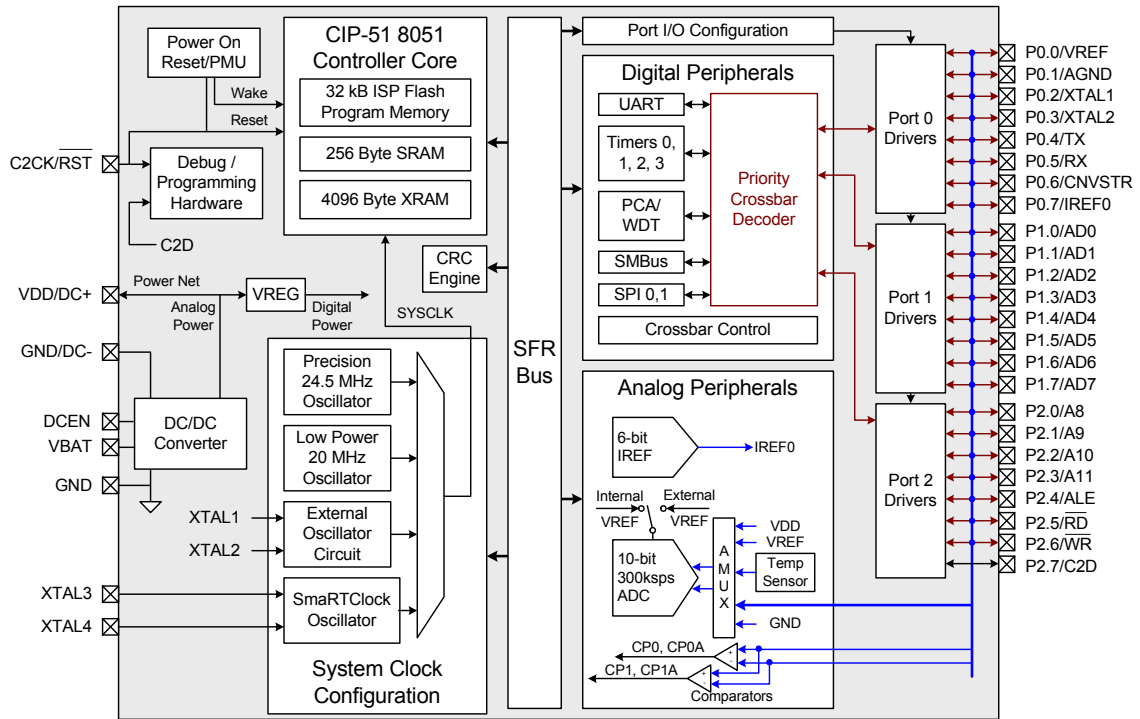 Power On
Reset/PMU
Wake
Reset
C2CK/RST
Debug /
Programming
Hardware
C2D
CIP-51 8051
Controller Core
32 kB ISP Flash
Program Memory
256 Byte SRAM
4096 Byte XRAM
CRC
Engine
VDD/DC+
Power Net
Analog
Power
VREG
Digital
Power
SYSCLK
GND/DC-
DCEN
VBAT
GND
DC/DC
Converter
XTAL1
XTAL2
XTAL3
XTAL4
Precision
24.5 MHz
Oscillator
Low Power
20 MHz
Oscillator
External
Oscillator
Circuit
SmaRTClock
Oscillator
System Clock
Configuration
SFR
Bus
Port I/O Configuration
Digital Peripherals
UART
Timers 0,
1, 2, 3
PCA/
WDT
SMBus
SPI 0,1
Priority
Crossbar
Decoder
Crossbar Control
Analog Peripherals
6-bit
IREF
IREF0
Internal
VREF
External
VREF
10-bit
300ksps
ADC
A
M
U
X
VDD
VREF
Temp
Sensor
GND
CP0, CP0A
+
-
CP1, CP1A
+
-
Comparators
Port 0
Drivers
Port 1
Drivers
Port 2
Drivers
P0.0/VREF
P0.1/AGND
P0.2/XTAL1
P0.3/XTAL2
P0.4/TX
P0.5/RX
P0.6/CNVSTR
P0.7/IREF0
P1.0/AD0
P1.1/AD1
P1.2/AD2
P1.3/AD3
P1.4/AD4
P1.5/AD5
P1.6/AD6
P1.7/AD7
P2.0/A8
P2.1/A9
P2.2/A10
P2.3/A11
P2.4/ALE
P2.5/RD
P2.6/WR
P2.7/C2D